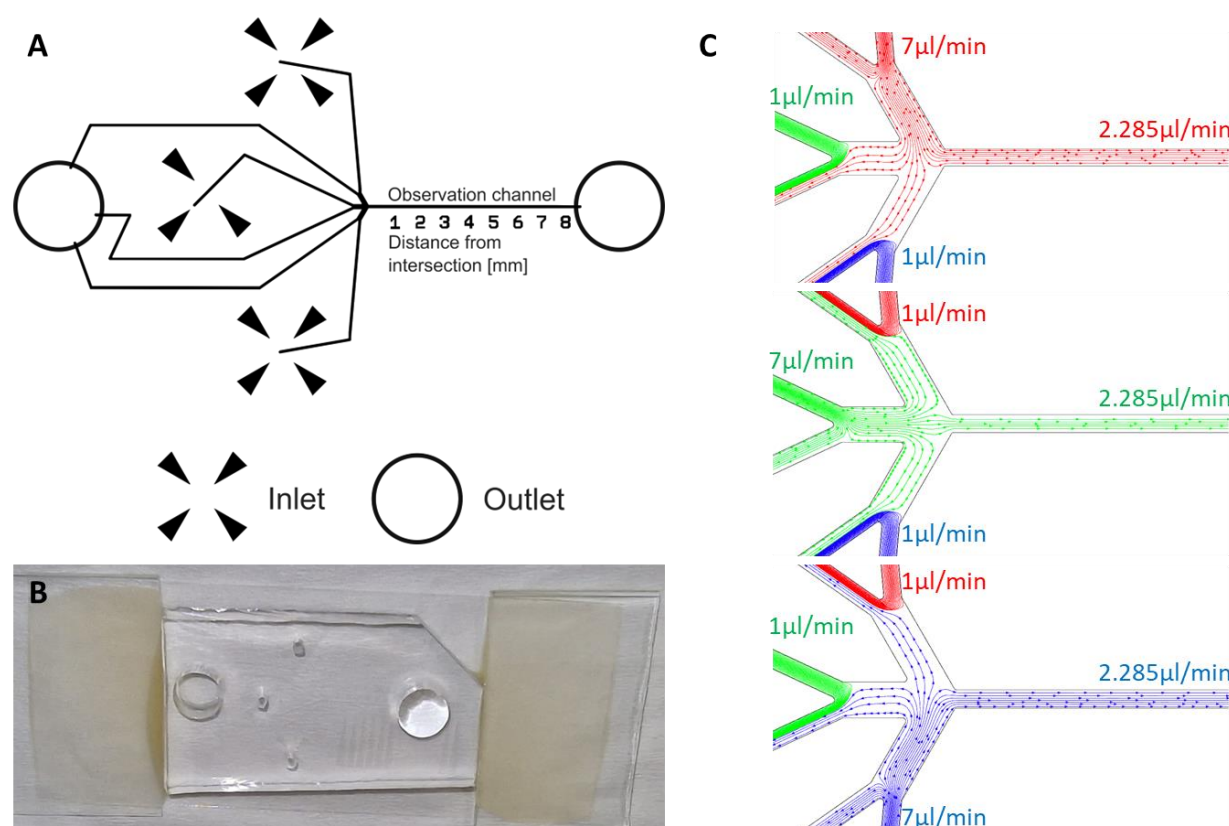 A
Observation channel
1 2 3 4 5 6 7 8
Distance from
intersection [mm]
Inlet
Outlet
B
C
7µl/min
1µl/min
2.285µl/min
1µl/min
1µl/min
7µl/min
2.285µl/min
1µl/min
1µl/min
1µl/min
2.285µl/min
7µl/min